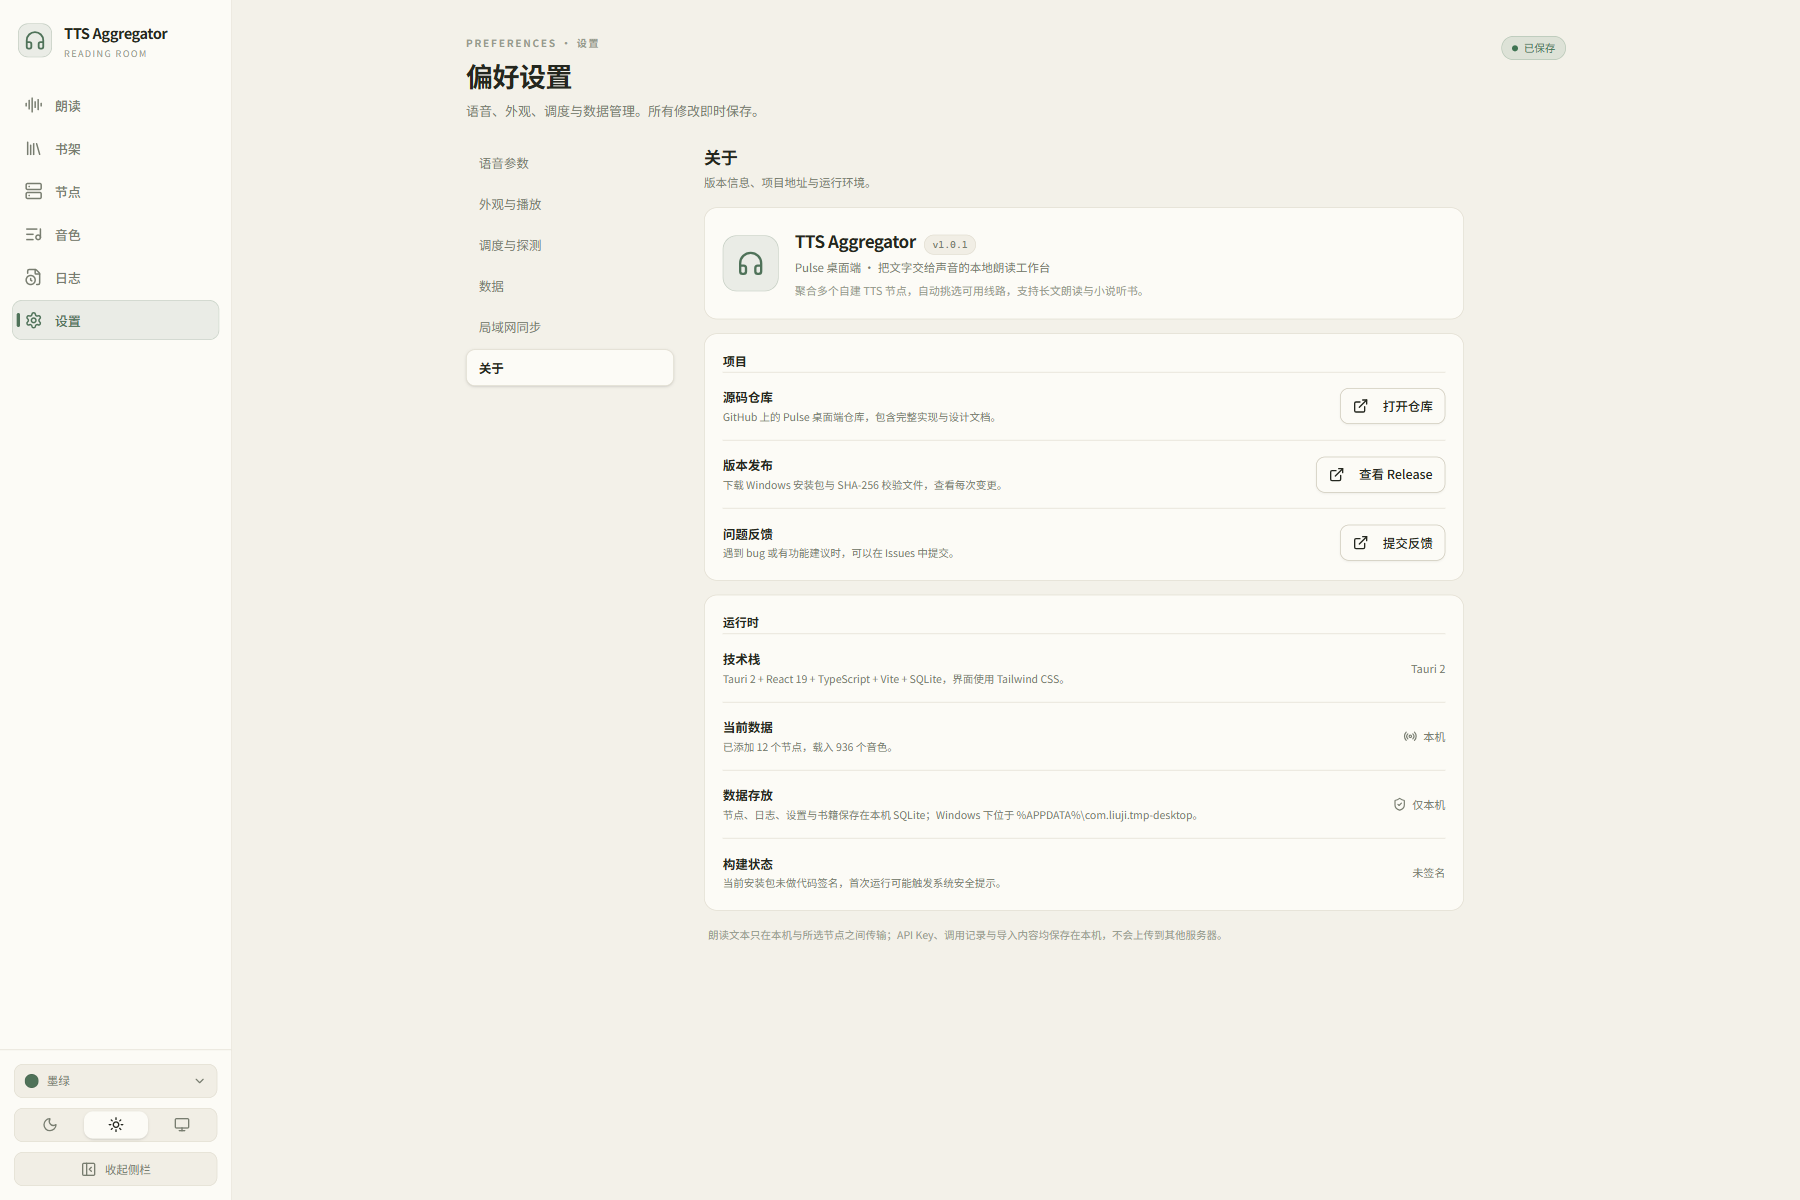 TTS Aggregator
READING ROOM
朗读
书架
节点
音色
日志
设置
墨绿
收起侧栏
PREFERENCES · 设置
偏好设置
语音、外观、调度与数据管理。所有修改即时保存。
已保存
语音参数
外观与播放
调度与探测
数据
局域网同步
关于
关于
版本信息、项目地址与运行环境。
TTS Aggregator v1.0.1
Pulse 桌面端 · 把文字交给声音的本地朗读工作台
聚合多个自建 TTS 节点，自动挑选可用线路，支持长文朗读与小说听书。
项目
源码仓库
GitHub 上的 Pulse 桌面端仓库，包含完整实现与设计文档。
打开仓库
版本发布
下载 Windows 安装包与 SHA-256 校验文件，查看每次变更。
查看 Release
问题反馈
遇到 bug 或有功能建议时，可以在 Issues 中提交。
提交反馈
运行时
技术栈
Tauri 2 + React 19 + TypeScript + Vite + SQLite，界面使用 Tailwind CSS。
Tauri 2
当前数据
已添加 12 个节点，载入 936 个音色。
本机
数据存放
节点、日志、设置与书籍保存在本机 SQLite；Windows 下位于 %APPDATA%\com.liuji.tmp-desktop。
仅本机
构建状态
当前安装包未做代码签名，首次运行可能触发系统安全提示。
未签名
朗读文本只在本机与所选节点之间传输；API Key、调用记录与导入内容均保存在本机，不会上传到其他服务器。